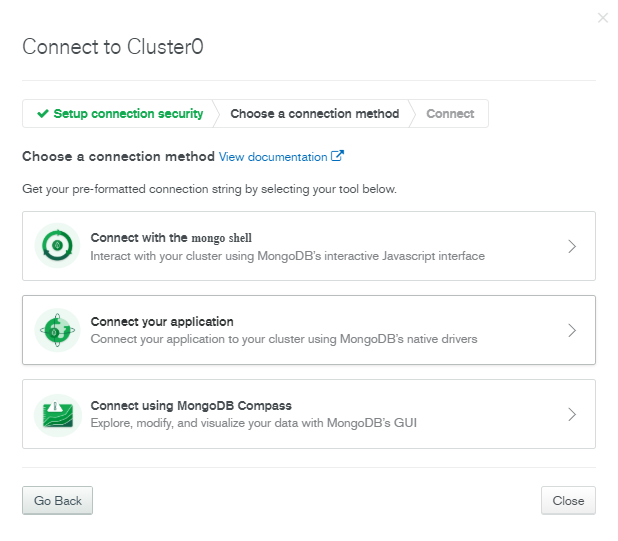 Connect to Cluster0
Setup connection security Choose a connection method Connect
Choose a connection method View documentation
Get your pre-formatted connection string by selecting your tool below.
Connect with the mongo shell
Interact with your cluster using MongoDB's interactive Javascript interface
Connect your application
Connect your application to your cluster using MongoDB's native drivers
Connect using MongoDB Compass
Explore, modify, and visualize your data with MongoDB's GUI
Go Back Close